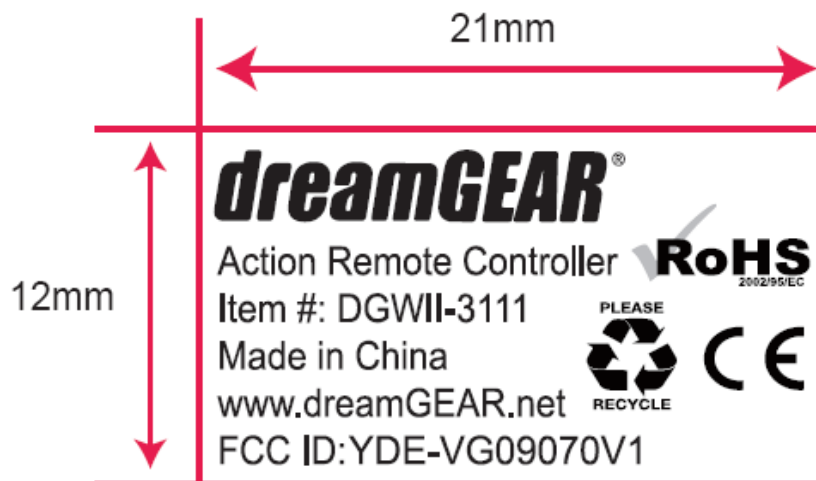 21mm
12mm
dreamGEAR®
Action Remote Controller
RoHS
2002/95/EC
Item #: DGWII-3111
PLEASE
RECYCLE
CE
Made in China
www.dreamGEAR.net
FCC ID:YDE-VG09070V1